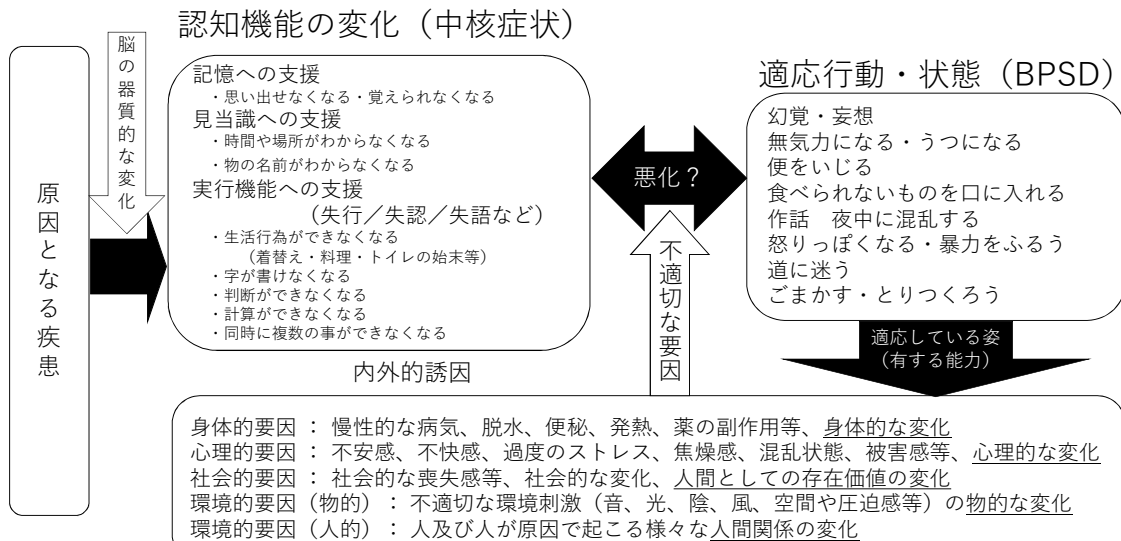 認知機能の変化（中核症状）
脳の器質的な変化
原因となる疾患
記憶への支援
・思い出せなくなる・覚えられなくなる
見当識への支援
・時間や場所がわからなくなる
・物の名前がわからなくなる
実行機能への支援
（失行／失認／失語など）
・生活行為ができなくなる
（着替え・料理・トイレの始末等）
・字が書けなくなる
・判断ができなくなる
・計算ができなくなる
・同時に複数の事ができなくなる
悪化？
不適切な要因
適応行動・状態（BPSD）
幻覚・妄想
無気力になる・うつになる
便をいじる
食べられないものを口に入れる
作話　夜中に混乱する
怒りっぽくなる・暴力をふるう
道に迷う
ごまかす・とりつくろう
適応している姿
（有する能力）
内外的誘因
身体的要因 ： 慢性的な病気、脱水、便秘、発熱、薬の副作用等、身体的な変化
心理的要因 ： 不安感、不快感、過度のストレス、焦燥感、混乱状態、被害感等、心理的な変化
社会的要因 ： 社会的な喪失感等、社会的な変化、人間としての存在価値の変化
環境的要因（物的）： 不適切な環境刺激（音、光、陰、風、空間や圧迫感等）の物的な変化
環境的要因（人的）： 人及び人が原因で起こる様々な人間関係の変化